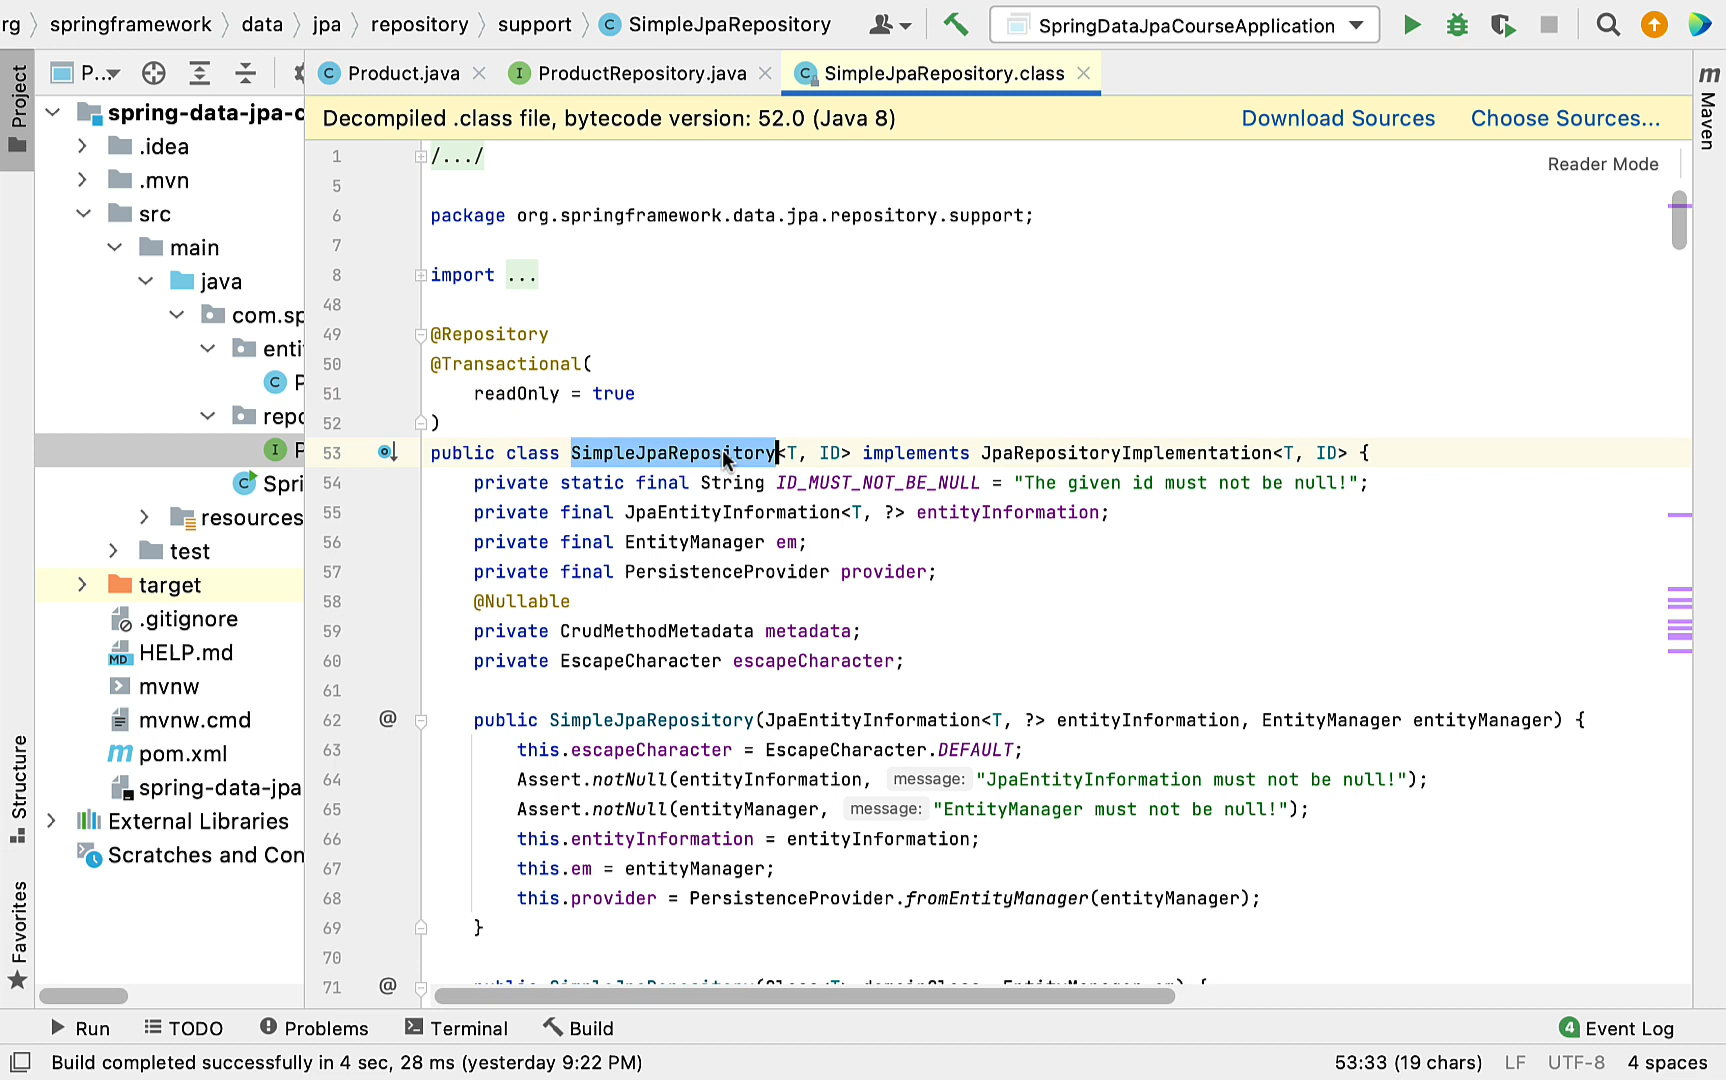 rg springframework data jpa repository support SimpleJpaRepository SpringDataJpaCourseApplication
P.. Product.java ProductRepository.java SimpleJpaRepository.class
Decompiled .class file, bytecode version: 52.0 (Java 8) Download Sources Choose Sources...
Reader Mode
Project
Structure
Favorites
m Maven
spring-data-jpa-c
.idea
.mvn
src
main
java
com.sp
enti
P
repo
P
Spri
resources
test
target
.gitignore
HELP.md
mvnw
mvnw.cmd
pom.xml
spring-data-jpa
External Libraries
Scratches and Con
1 /.../
5
6 package org.springframework.data.jpa.repository.support;
7
8 import ...
48
49 @Repository
50 @Transactional(
51 readOnly = true
52 )
53 public class SimpleJpaRepository<T, ID> implements JpaRepositoryImplementation<T, ID> {
54 private static final String ID_MUST_NOT_BE_NULL = "The given id must not be null!";
55 private final JpaEntityInformation<T, ?> entityInformation;
56 private final EntityManager em;
57 private final PersistenceProvider provider;
58 @Nullable
59 private CrudMethodMetadata metadata;
60 private EscapeCharacter escapeCharacter;
61
62 @ public SimpleJpaRepository(JpaEntityInformation<T, ?> entityInformation, EntityManager entityManager) {
63 this.escapeCharacter = EscapeCharacter.DEFAULT;
64 Assert.notNull(entityInformation, message: "JpaEntityInformation must not be null!");
65 Assert.notNull(entityManager, message: "EntityManager must not be null!");
66 this.entityInformation = entityInformation;
67 this.em = entityManager;
68 this.provider = PersistenceProvider.fromEntityManager(entityManager);
69 }
70
71 @ public SimpleJpaRepository(Class<T> domainClass, EntityManager em) {
Run TODO Problems Terminal Build 4 Event Log
Build completed successfully in 4 sec, 28 ms (yesterday 9:22 PM) 53:33 (19 chars) LF UTF-8 4 spaces